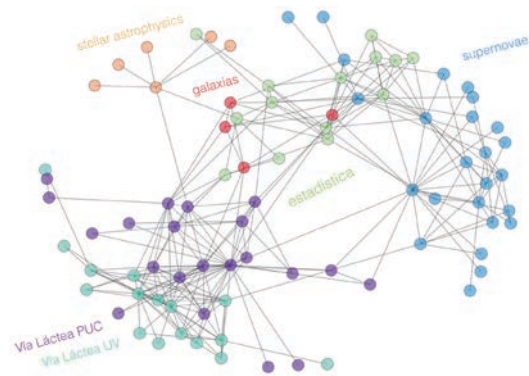 stellar astrophysics
supernovae
galaxias
estadística
Vía Láctea PUC
Vía Láctea UV